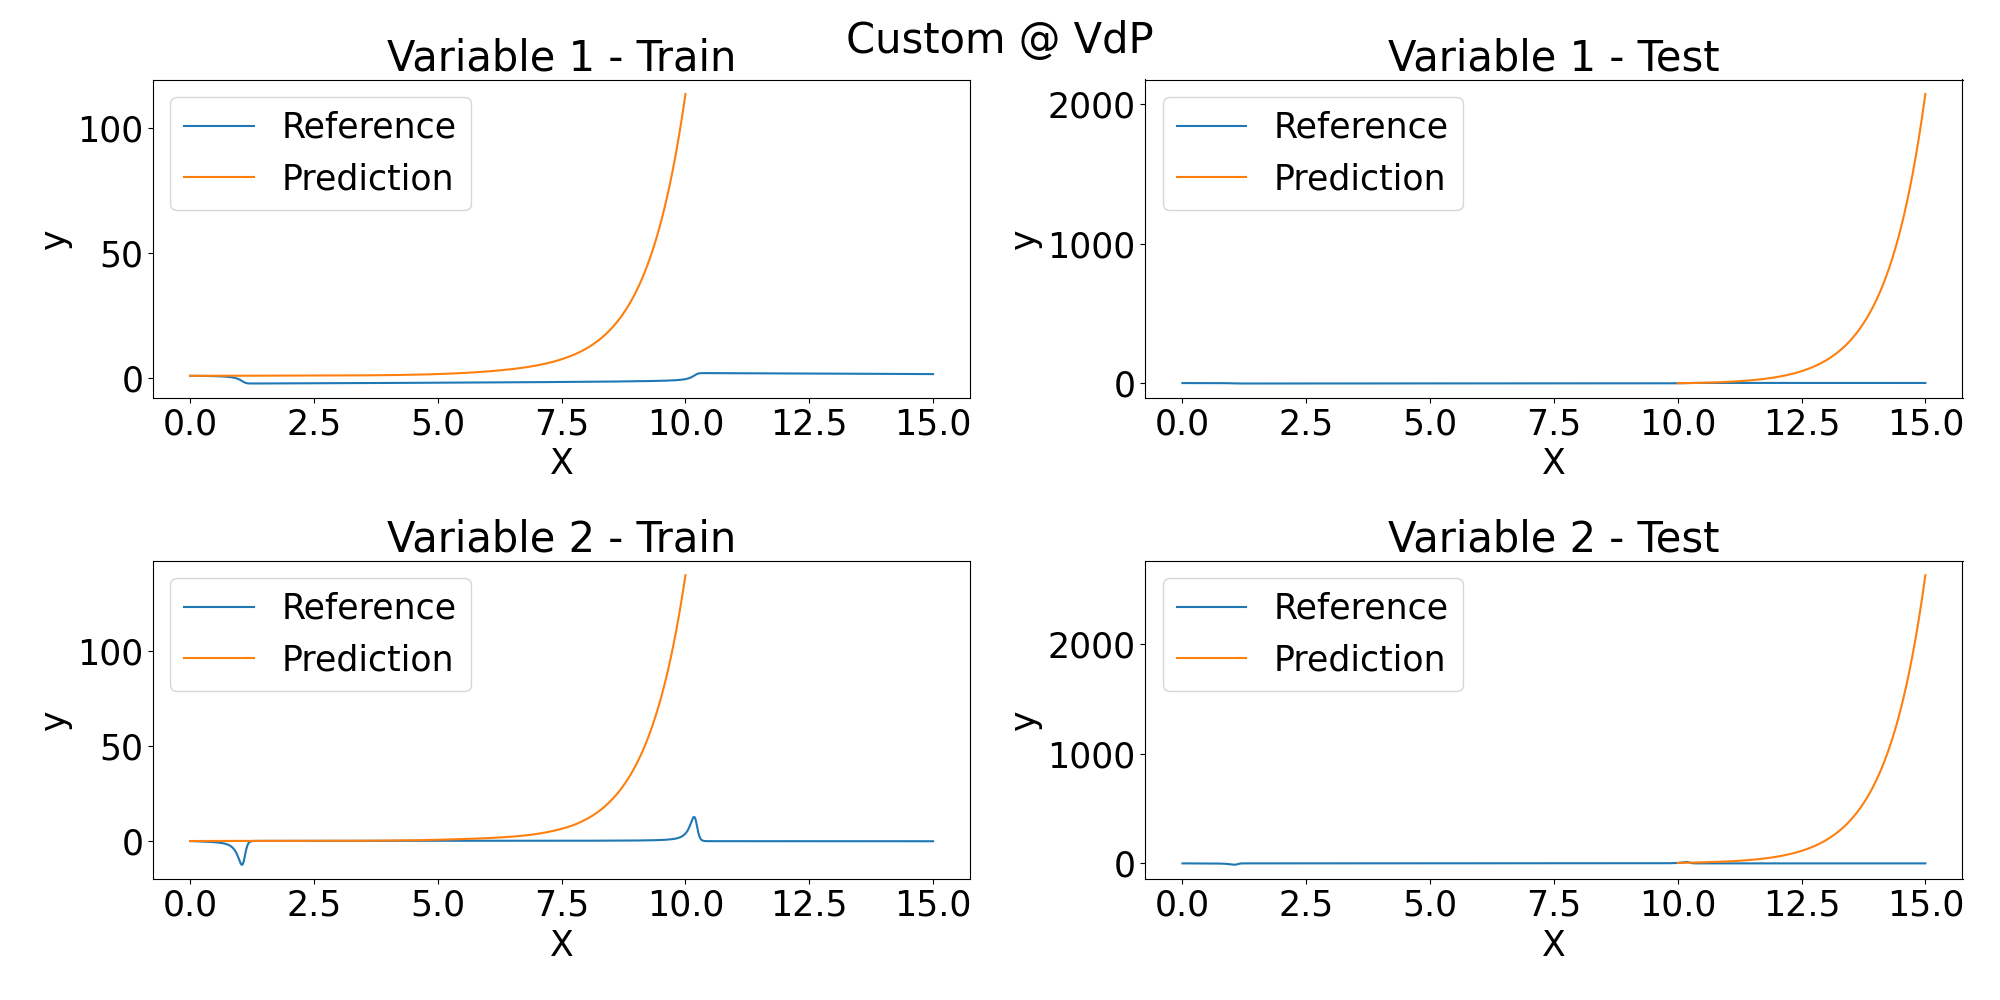 Custom @ VdP
Variable 1 - Train
Reference
Prediction
y
100
50
0
0.0 2.5 5.0 7.5 10.0 12.5 15.0
X
Variable 1 - Test
Reference
Prediction
y
2000
1000
0
0.0 2.5 5.0 7.5 10.0 12.5 15.0
X
Variable 2 - Train
Reference
Prediction
y
100
50
0
0.0 2.5 5.0 7.5 10.0 12.5 15.0
X
Variable 2 - Test
Reference
Prediction
y
2000
1000
0
0.0 2.5 5.0 7.5 10.0 12.5 15.0
X